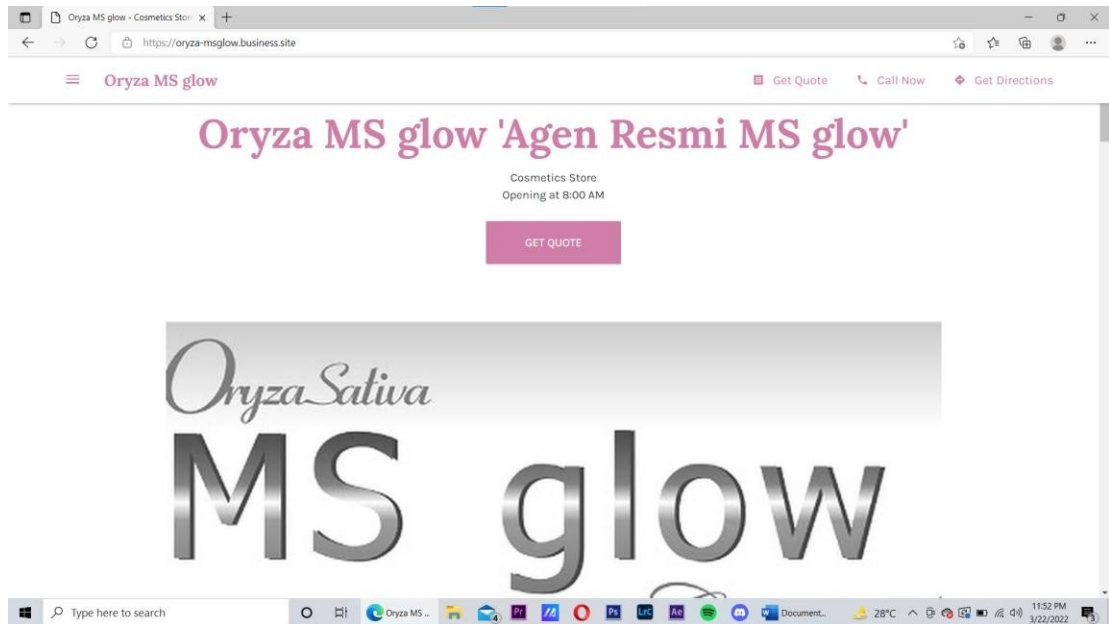 Oryza MS glow - Cosmetics Stor
https://oryza-msglow.business.site
Oryza MS glow
Get Quote
Call Now
Get Directions
Oryza MS glow 'Agen Resmi MS glow'
Cosmetics Store
Opening at 8:00 AM
GET QUOTE
Oryza Sativa
MS glow
Type here to search
Oryza MS ...
4
Pr
Ps
LrC
Ae
Document...
28°C
11:52 PM
3/22/2022
3